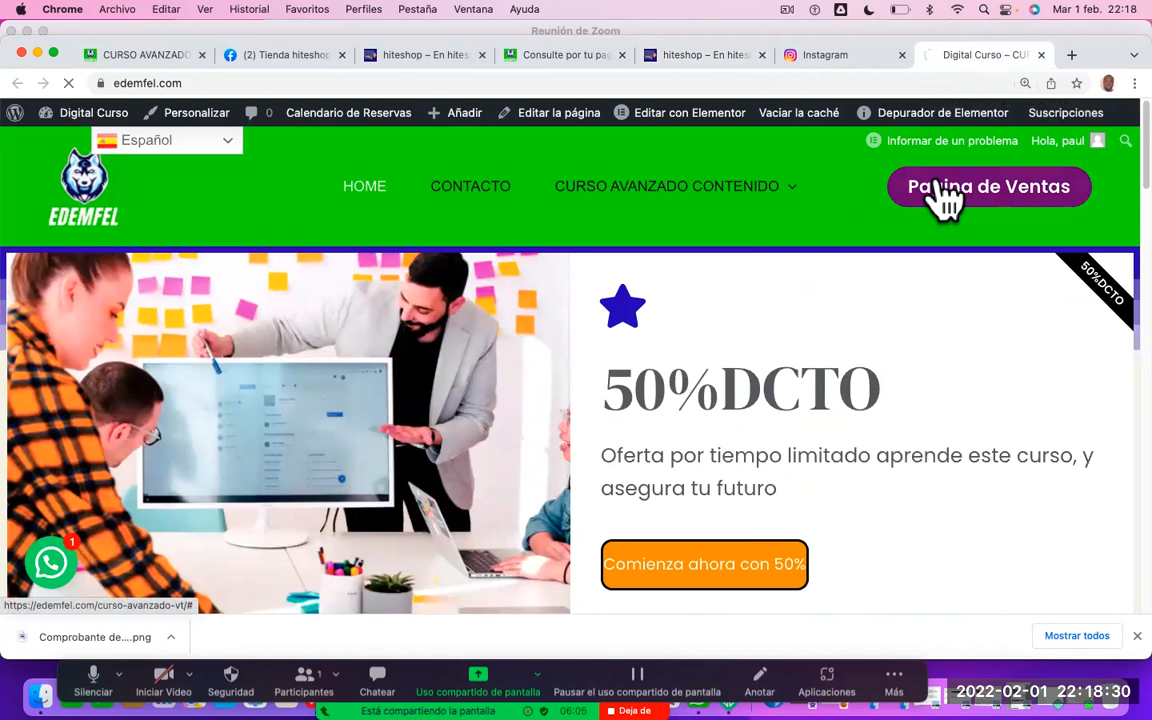 Chrome Archivo Editar Ver Historial Favoritos Perfiles Pestaña Ventana Ayuda Mar 1 feb. 22:18
Reunión de Zoom
CURSO AVANZADO (2) Tienda hiteshop hiteshop – En hites Consulte por tu pag hiteshop – En hites Instagram Digital Curso – CUR
edemfel.com
Digital Curso Personalizar 0 Calendario de Reservas Añadir Editar la página Editar con Elementor Vaciar la caché Depurador de Elementor Suscripciones
Español Informar de un problema Hola, paul
EDEMFEL HOME CONTACTO CURSO AVANZADO CONTENIDO Pagina de Ventas
50%DCTO
50%DCTO
Oferta por tiempo limitado aprende este curso, y
asegura tu futuro
Comienza ahora con 50%
1
https://edemfel.com/curso-avanzado-vt/#
Comprobante de....png Mostrar todos
Silenciar Iniciar Video Seguridad 1 Participantes Chatear Uso compartido de pantalla Pausar el uso compartido de pantalla Anotar Aplicaciones Más
2022-02-01 22:18:30
Está compartiendo la pantalla 06:05 Deja de